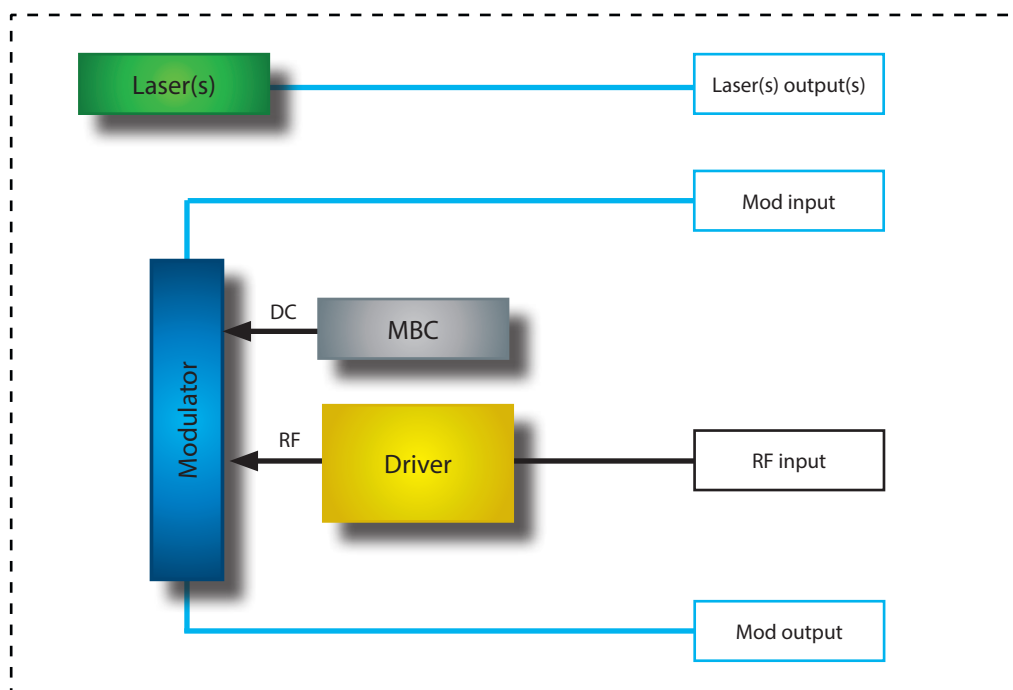 Laser(s)
Laser(s) output(s)
Mod input
DC
MBC
Modulator
RF
Driver
RF input
Mod output